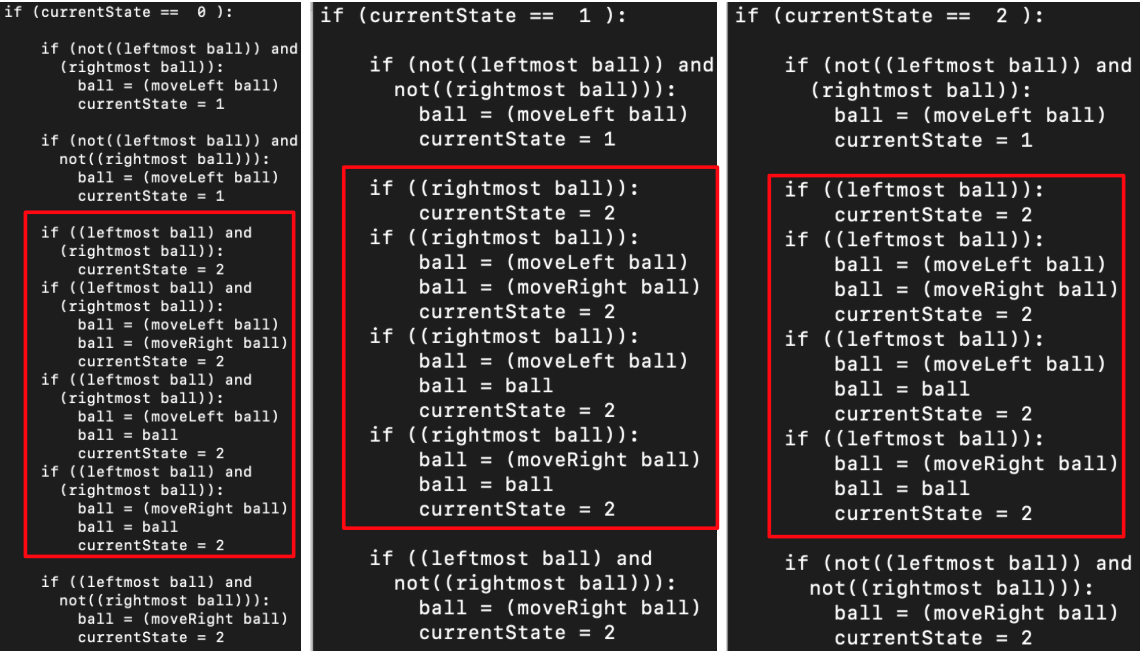 if (currentState ==  0 ):
if (not((leftmost ball)) and
(rightmost ball)):
ball = (moveLeft ball)
currentState = 1
if (not((leftmost ball)) and
not((rightmost ball))):
ball = (moveLeft ball)
currentState = 1
if ((leftmost ball) and
(rightmost ball)):
currentState = 2
if ((leftmost ball) and
(rightmost ball)):
ball = (moveLeft ball)
ball = (moveRight ball)
currentState = 2
if ((leftmost ball) and
(rightmost ball)):
ball = (moveLeft ball)
ball = ball
currentState = 2
if ((leftmost ball) and
(rightmost ball)):
ball = (moveRight ball)
ball = ball
currentState = 2
if ((leftmost ball) and
not((rightmost ball))):
ball = (moveRight ball)
currentState = 2
if (currentState ==  1 ):
if (not((leftmost ball)) and
not((rightmost ball))):
ball = (moveLeft ball)
currentState = 1
if ((rightmost ball)):
currentState = 2
if ((rightmost ball)):
ball = (moveLeft ball)
ball = (moveRight ball)
currentState = 2
if ((rightmost ball)):
ball = (moveLeft ball)
ball = ball
currentState = 2
if ((rightmost ball)):
ball = (moveRight ball)
ball = ball
currentState = 2
if ((leftmost ball) and
not((rightmost ball))):
ball = (moveRight ball)
currentState = 2
if (currentState ==  2 ):
if (not((leftmost ball)) and
(rightmost ball)):
ball = (moveLeft ball)
currentState = 1
if ((leftmost ball)):
currentState = 2
if ((leftmost ball)):
ball = (moveLeft ball)
ball = (moveRight ball)
currentState = 2
if ((leftmost ball)):
ball = (moveLeft ball)
ball = ball
currentState = 2
if ((leftmost ball)):
ball = (moveRight ball)
ball = ball
currentState = 2
if (not((leftmost ball)) and
not((rightmost ball))):
ball = (moveRight ball)
currentState = 2